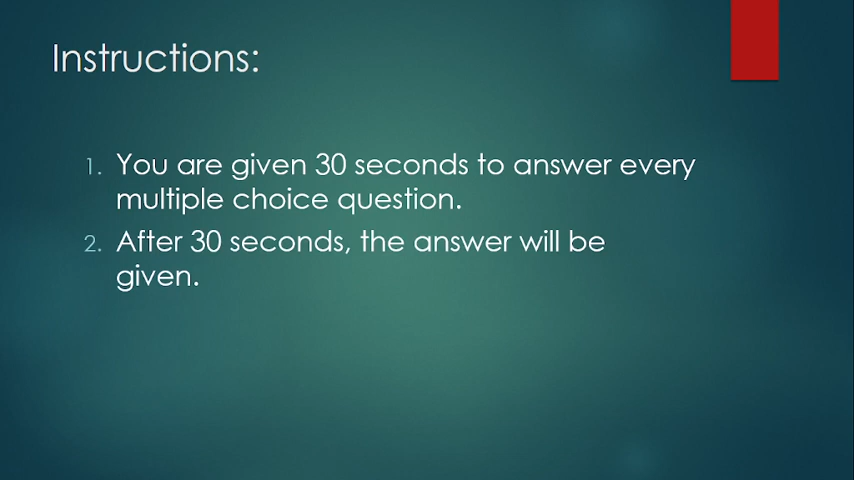 Instructions:
1. You are given 30 seconds to answer every
multiple choice question.
2. After 30 seconds, the answer will be
given.